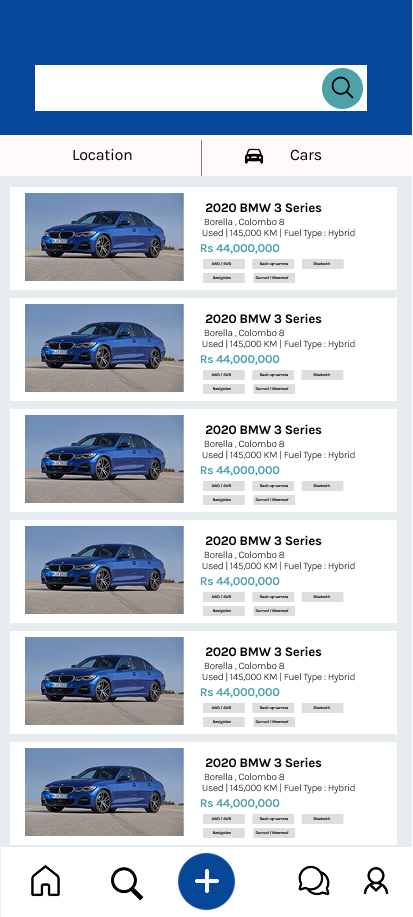 Location
Cars
2020 BMW 3 Series
Borella , Colombo 8
Used | 145,000 KM | Fuel Type : Hybrid
Rs 44,000,000
AWD / 4WD Back-up camera Bluetooth
Navigation Sunroof / Moonroof
2020 BMW 3 Series
Borella , Colombo 8
Used | 145,000 KM | Fuel Type : Hybrid
Rs 44,000,000
AWD / 4WD Back-up camera Bluetooth
Navigation Sunroof / Moonroof
2020 BMW 3 Series
Borella , Colombo 8
Used | 145,000 KM | Fuel Type : Hybrid
Rs 44,000,000
AWD / 4WD Back-up camera Bluetooth
Navigation Sunroof / Moonroof
2020 BMW 3 Series
Borella , Colombo 8
Used | 145,000 KM | Fuel Type : Hybrid
Rs 44,000,000
AWD / 4WD Back-up camera Bluetooth
Navigation Sunroof / Moonroof
2020 BMW 3 Series
Borella , Colombo 8
Used | 145,000 KM | Fuel Type : Hybrid
Rs 44,000,000
AWD / 4WD Back-up camera Bluetooth
Navigation Sunroof / Moonroof
2020 BMW 3 Series
Borella , Colombo 8
Used | 145,000 KM | Fuel Type : Hybrid
Rs 44,000,000
AWD / 4WD Back-up camera Bluetooth
Navigation Sunroof / Moonroof